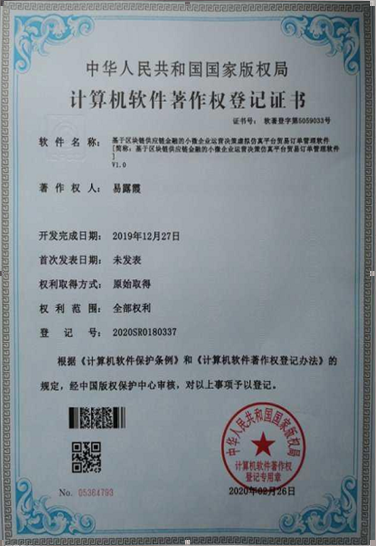 中华人民共和国国家版权局
计算机软件著作权登记证书
证书号： 软著登字第5059033号
软件名称： 基于区块链供应链金融的小微企业运营决策虚拟仿真平台贸易订单管理软件
[简称：基于区块链供应链金融的小微企业运营决策仿真平台贸易订单管理软件
]
V1.0
著作权人： 易露霞
开发完成日期： 2019年12月27日
首次发表日期： 未发表
权利取得方式： 原始取得
权利范围： 全部权利
登记号： 2020SR0180337
根据《计算机软件保护条例》和《计算机软件著作权登记办法》的
规定，经中国版权保护中心审核，对以上事项予以登记。
中华人民共和国国家版权局
计算机软件著作权
登记专用章
No. 05364793
2020年02月26日